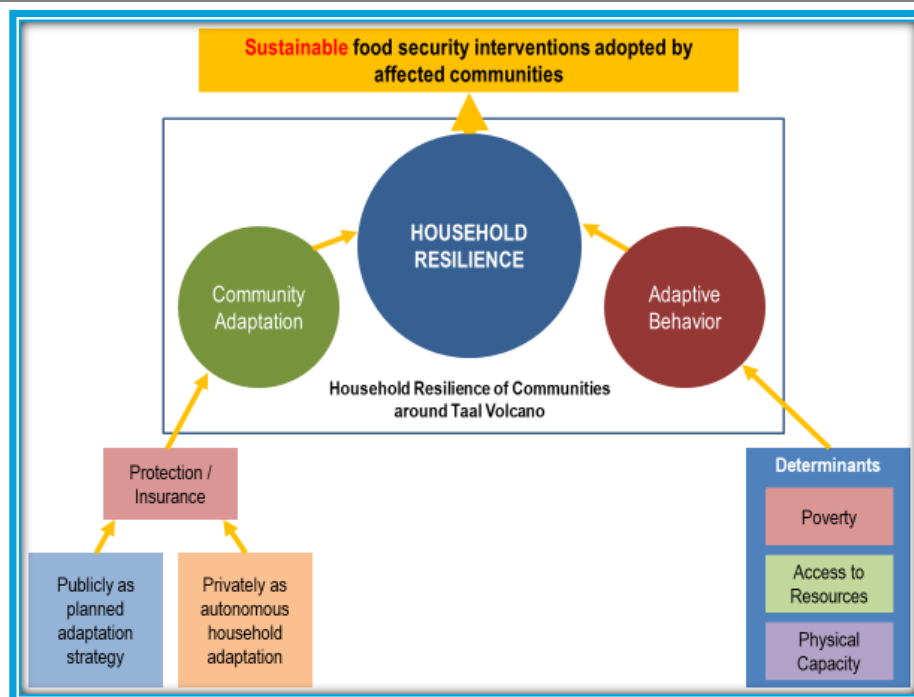 Sustainable food security interventions adopted by
affected communities
HOUSEHOLD
RESILIENCE
Community
Adaptation
Adaptive
Behavior
Household Resilience of Communities
around Taal Volcano
Protection /
Insurance
Publicly as
planned
adaptation
strategy
Privately as
autonomous
household
adaptation
Determinants
Poverty
Access to
Resources
Physical
Capacity